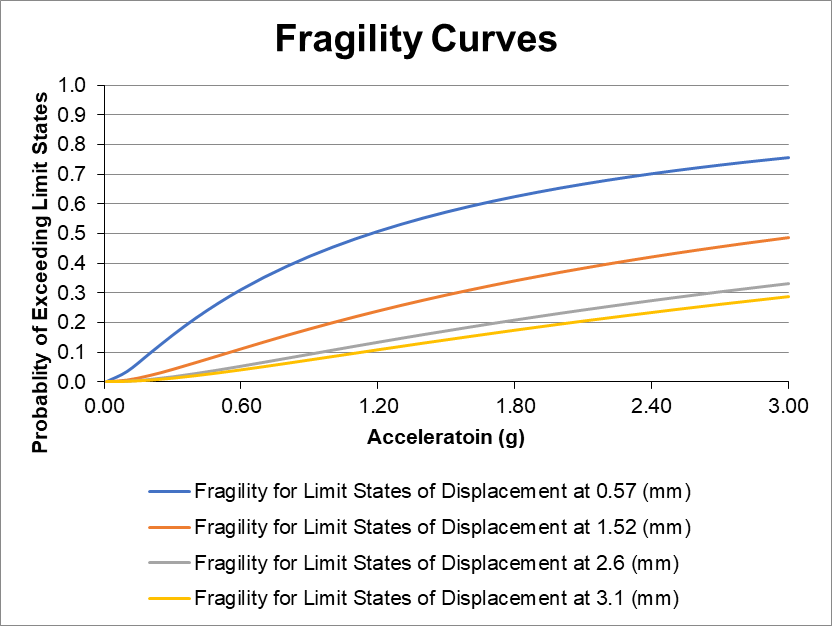 Fragility Curves
Probablity of Exceeding Limit States
1.0
0.9
0.8
0.7
0.6
0.5
0.4
0.3
0.2
0.1
0.0
0.00 0.60 1.20 1.80 2.40 3.00
Acceleratoin (g)
Fragility for Limit States of Displacement at 0.57 (mm)
Fragility for Limit States of Displacement at 1.52 (mm)
Fragility for Limit States of Displacement at 2.6 (mm)
Fragility for Limit States of Displacement at 3.1 (mm)